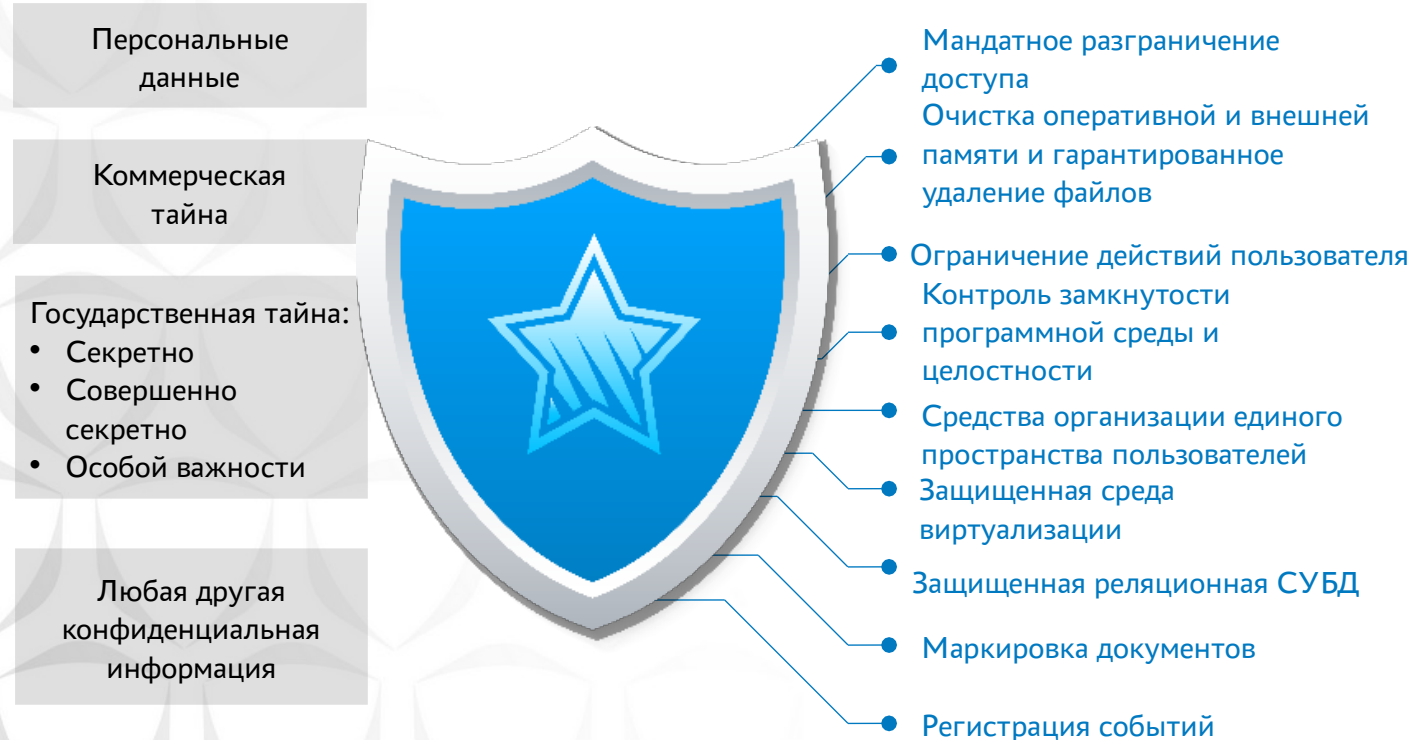 Персональные
данные
Коммерческая
тайна
Государственная тайна:
• Секретно
• Совершенно
секретно
• Особой важности
Любая другая
конфиденциальная
информация
Мандатное разграничение
доступа
Очистка оперативной и внешней
памяти и гарантированное
удаление файлов
Ограничение действий пользователя
Контроль замкнутости
программной среды и
целостности
Средства организации единого
пространства пользователей
Защищенная среда
виртуализации
Защищенная реляционная СУБД
Маркировка документов
Регистрация событий